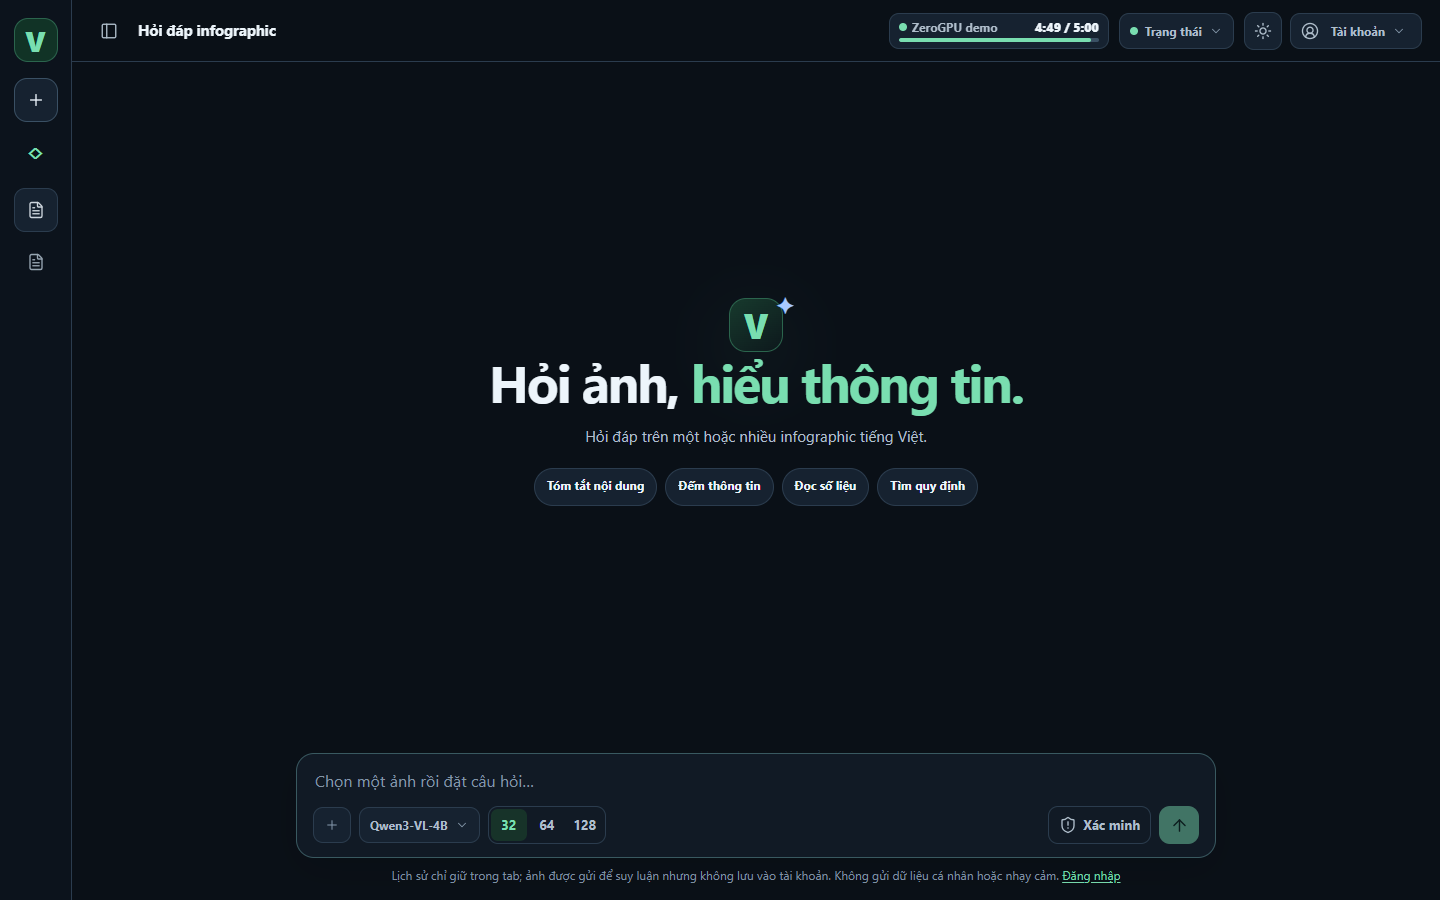 V
Hỏi đáp infographic
ZeroGPU demo 4:49 / 5:00
Trạng thái
Tài khoản
V
Hỏi ảnh, hiểu thông tin.
Hỏi đáp trên một hoặc nhiều infographic tiếng Việt.
Tóm tắt nội dung
Đếm thông tin
Đọc số liệu
Tìm quy định
Chọn một ảnh rồi đặt câu hỏi...
Qwen3-VL-4B
32 64 128
Xác minh
Lịch sử chỉ giữ trong tab; ảnh được gửi để suy luận nhưng không lưu vào tài khoản. Không gửi dữ liệu cá nhân hoặc nhạy cảm. Đăng nhập